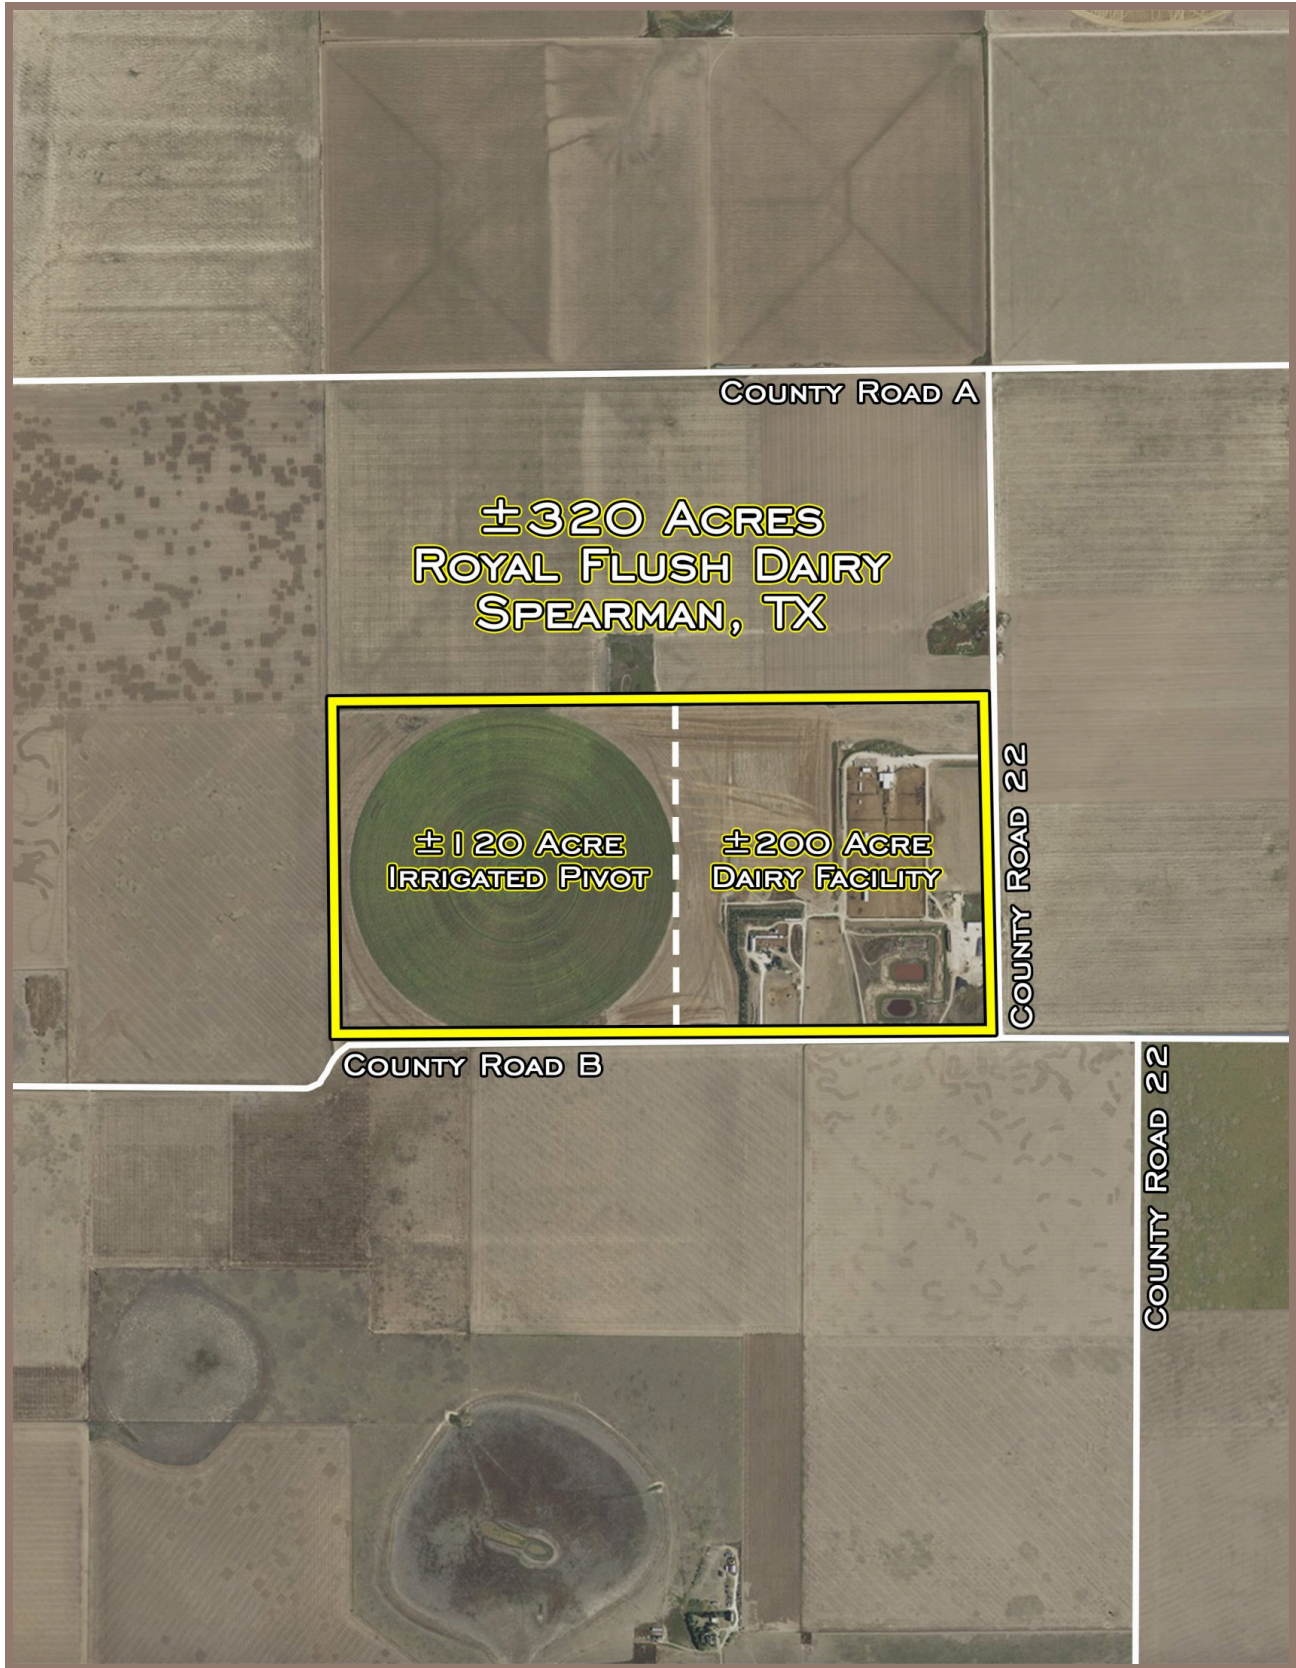 County Road A
±320 Acres
Royal Flush Dairy
Spearman, TX
±120 Acre
Irrigated Pivot
±200 Acre
Dairy Facility
County Road 22
County Road B
County Road 22